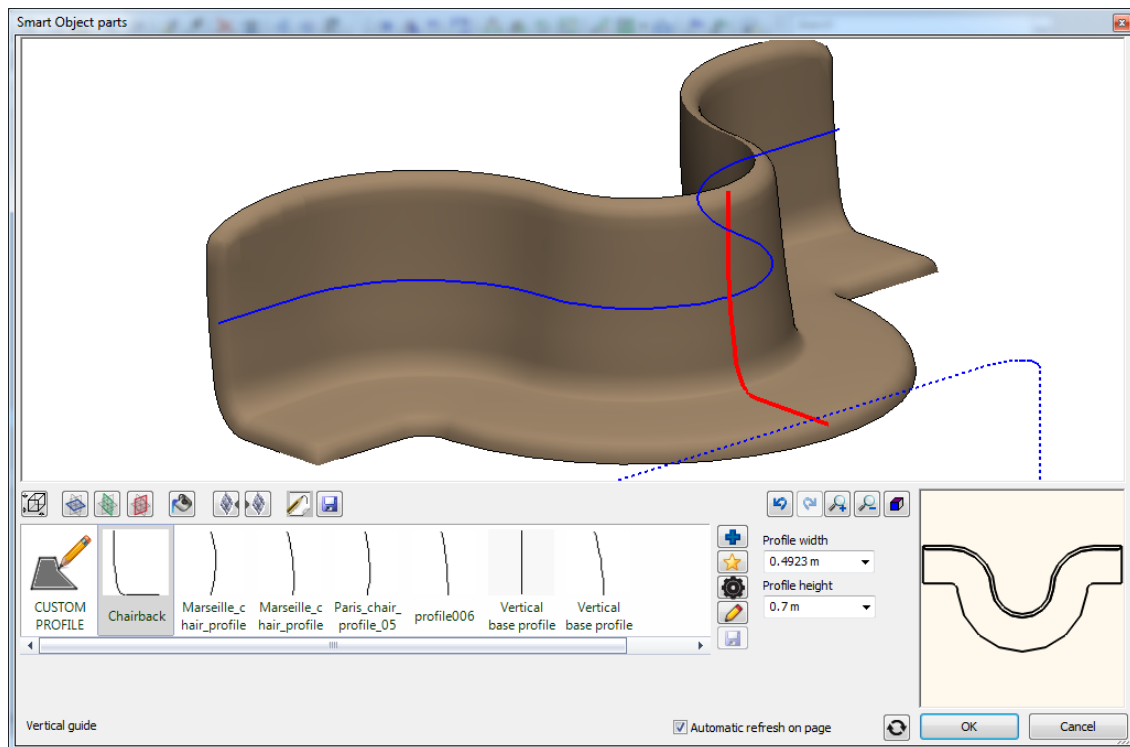 Smart Object parts
Search
CUSTOM
PROFILE
Chairback
Marseille_c
hair_profile
Marseille_c
hair_profile
Paris_chair_
profile_05
profile006
Vertical
base profile
Vertical
base profile
Profile width
0.4923 m
Profile height
0.7 m
Vertical guide
Automatic refresh on page
OK
Cancel